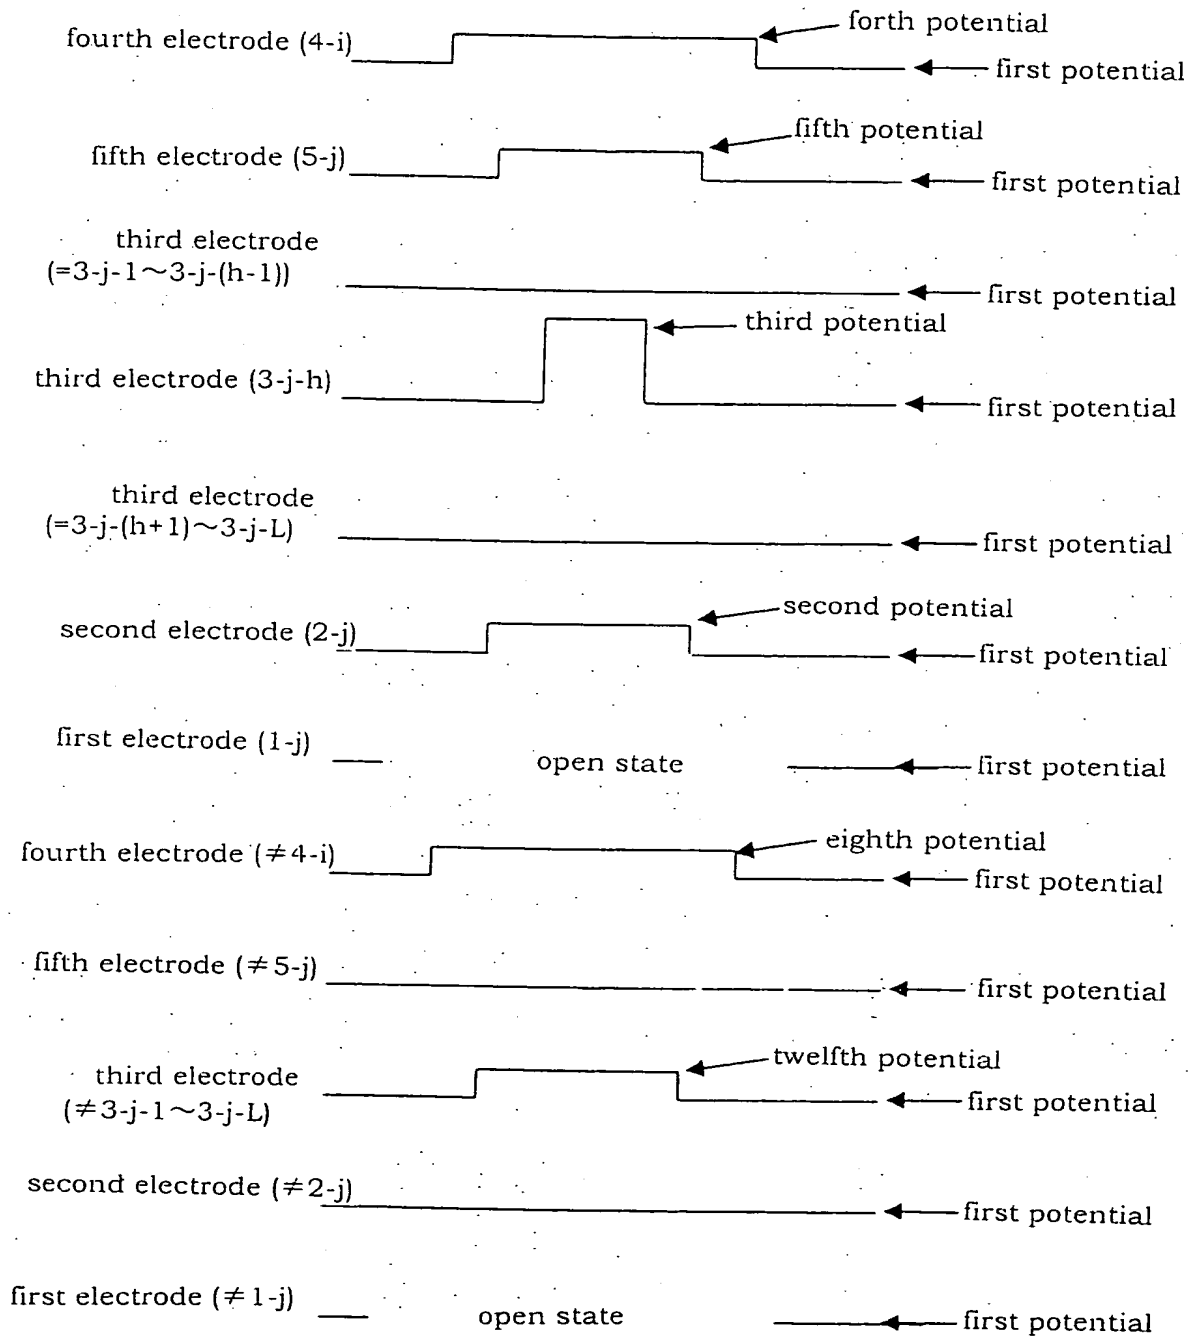 fourth electrode (4-i)
forth potential
first potential
fifth electrode (5-j)
fifth potential
first potential
third electrode
(=3-j-1～3-j-(h-1))
first potential
third potential
third electrode (3-j-h)
first potential
third electrode
(=3-j-(h+1)～3-j-L)
first potential
second electrode (2-j)
second potential
first potential
first electrode (1-j)
open state
first potential
fourth electrode (≠4-i)
eighth potential
first potential
fifth electrode (≠5-j)
first potential
third electrode
(≠3-j-1～3-j-L)
twelfth potential
first potential
second electrode (≠2-j)
first potential
first electrode (≠1-j)
open state
first potential